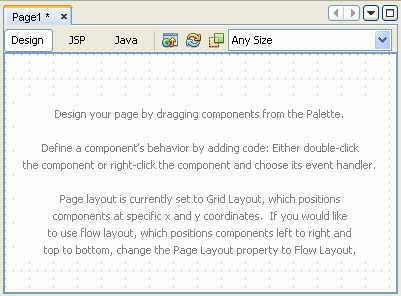 Page1 *
Design JSP Java Any Size
Design your page by dragging components from the Palette.
Define a component's behavior by adding code: Either double-click
the component or right-click the component and choose its event handler.
Page layout is currently set to Grid Layout, which positions
components at specific x and y coordinates. If you would like
to use flow layout, which positions components left to right and
top to bottom, change the Page Layout property to Flow Layout.